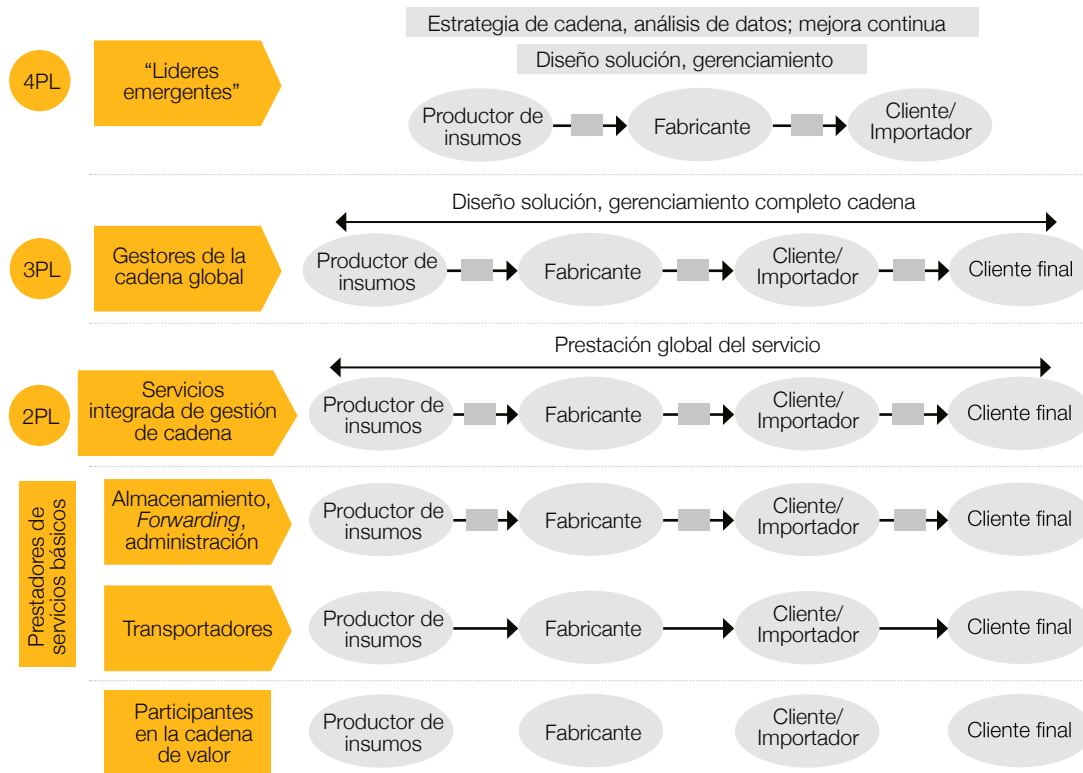 Estrategia de cadena, análisis de datos; mejora continua
Diseño solución, gerenciamiento
4PL
“Lideres
emergentes”
Productor de
insumos
Fabricante
Cliente/
Importador
Diseño solución, gerenciamiento completo cadena
3PL
Gestores de la
cadena global
Productor de
insumos
Fabricante
Cliente/
Importador
Cliente final
Prestación global del servicio
2PL
Servicios
integrada de gestión
de cadena
Productor de
insumos
Fabricante
Cliente/
Importador
Cliente final
Prestadores de
servicios básicos
Almacenamiento,
Forwarding,
administración
Productor de
insumos
Fabricante
Cliente/
Importador
Cliente final
Transportadores
Productor de
insumos
Fabricante
Cliente/
Importador
Cliente final
Participantes
en la cadena
de valor
Productor de
insumos
Fabricante
Cliente/
Importador
Cliente final